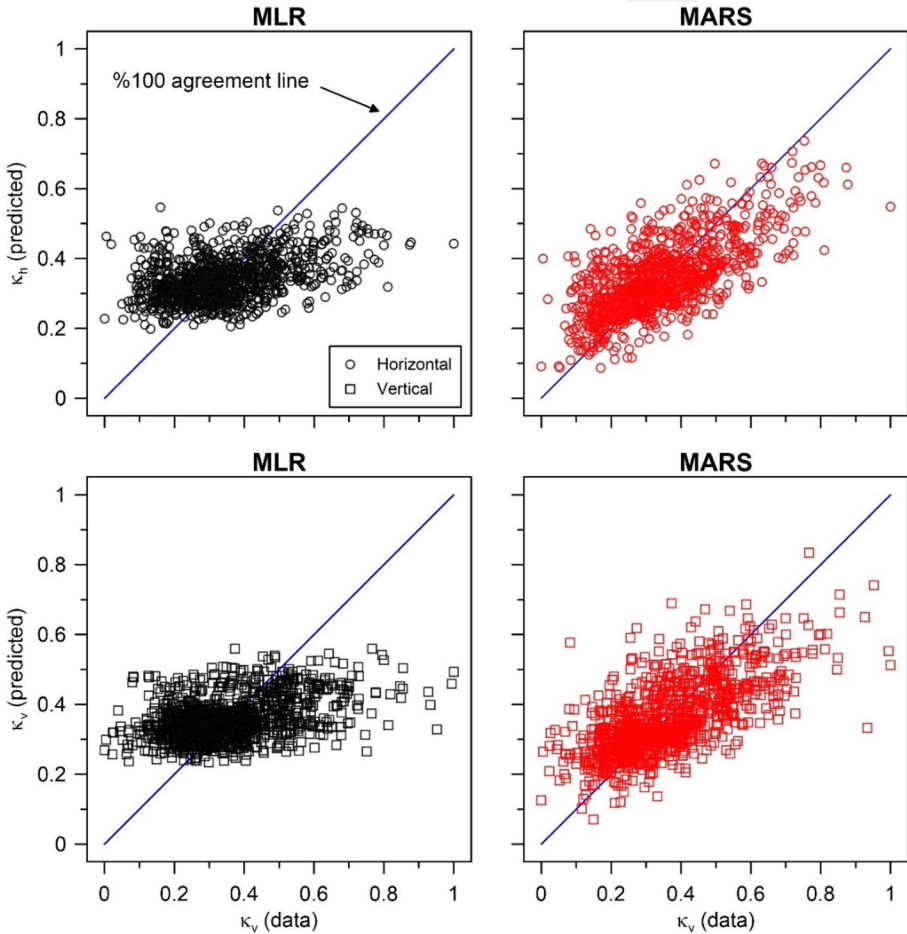 MLR
MARS
1
0.8
0.6
0.4
0.2
0
κh (predicted)
%100 agreement line
Horizontal
Vertical
MLR
MARS
1
0.8
0.6
0.4
0.2
0
κv (predicted)
0 0.2 0.4 0.6 0.8 1
0 0.2 0.4 0.6 0.8 1
κv (data)
κv (data)